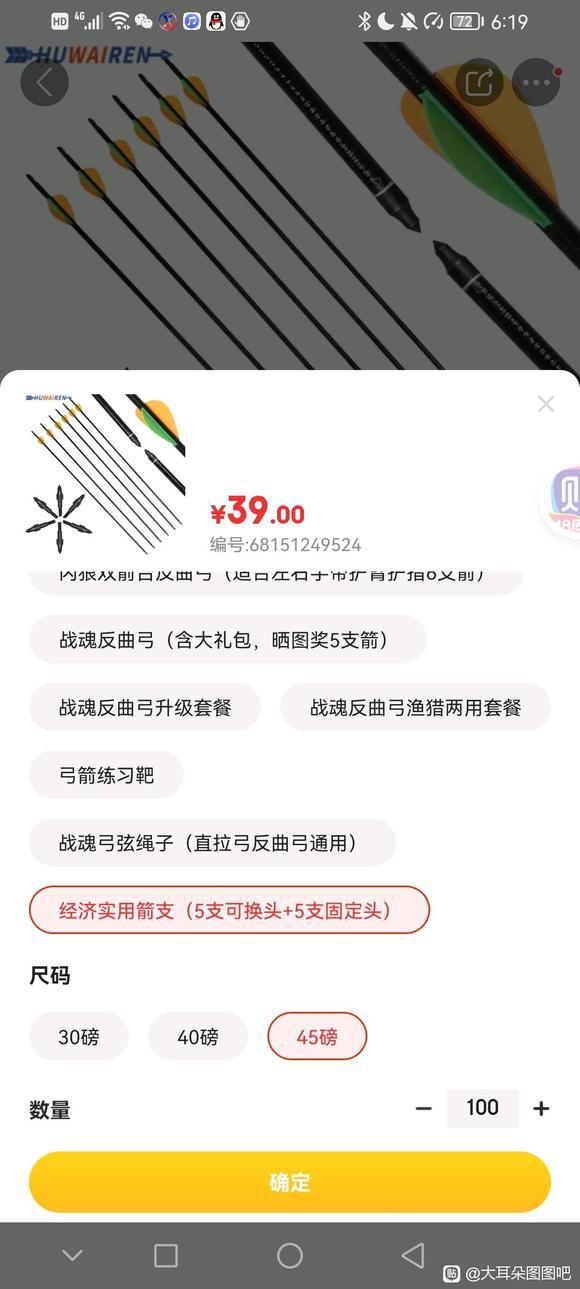 HD 4G 72 6:19
HUWAIREN
HUWAIREN
¥39.00
编号:68151249524
战魂反曲弓（含大礼包，晒图奖5支箭）
战魂反曲弓升级套餐
战魂反曲弓渔猎两用套餐
弓箭练习靶
战魂弓弦绳子（直拉弓反曲弓通用）
经济实用箭支（5支可换头+5支固定头）
尺码
30磅
40磅
45磅
数量
− 100 +
确定
贴 @大耳朵图图吧